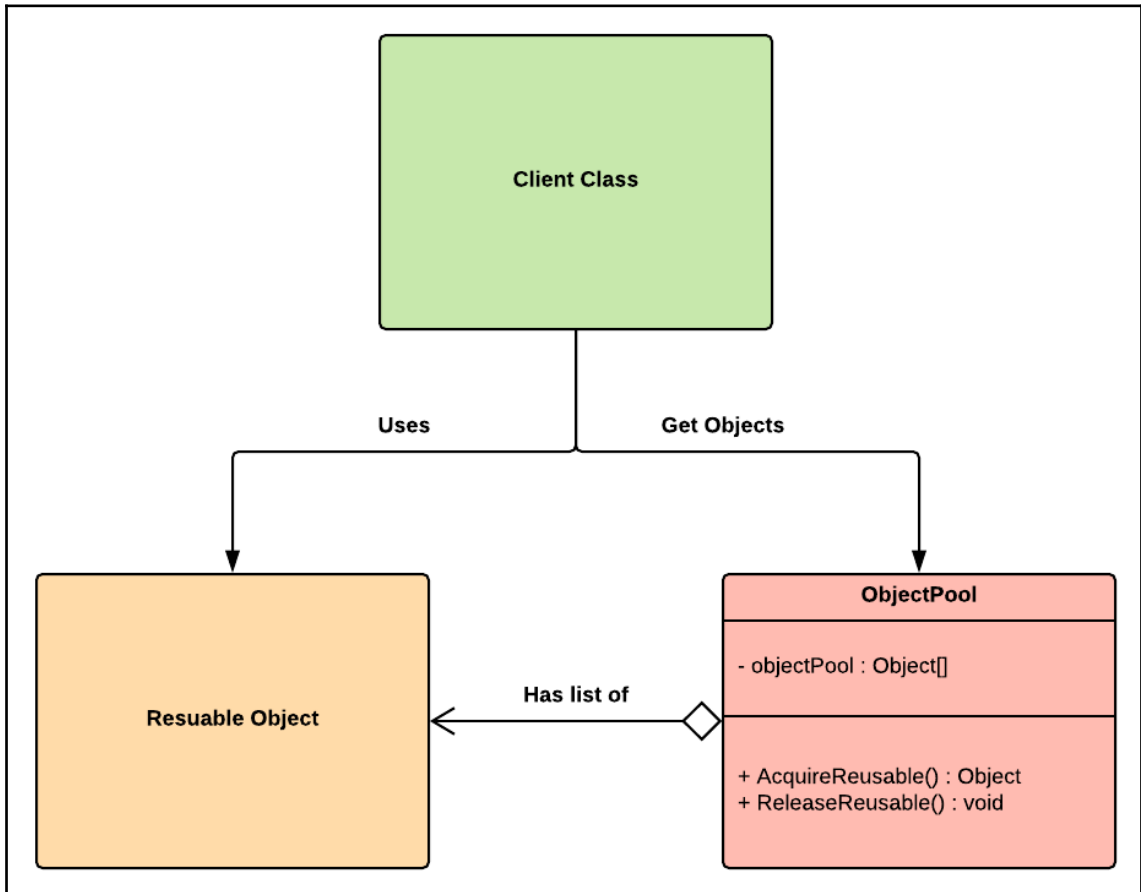 Client Class
Uses
Get Objects
ObjectPool
- objectPool : Object[]
Has list of
Resuable Object
+ AcquireReusable() : Object
+ ReleaseReusable() : void